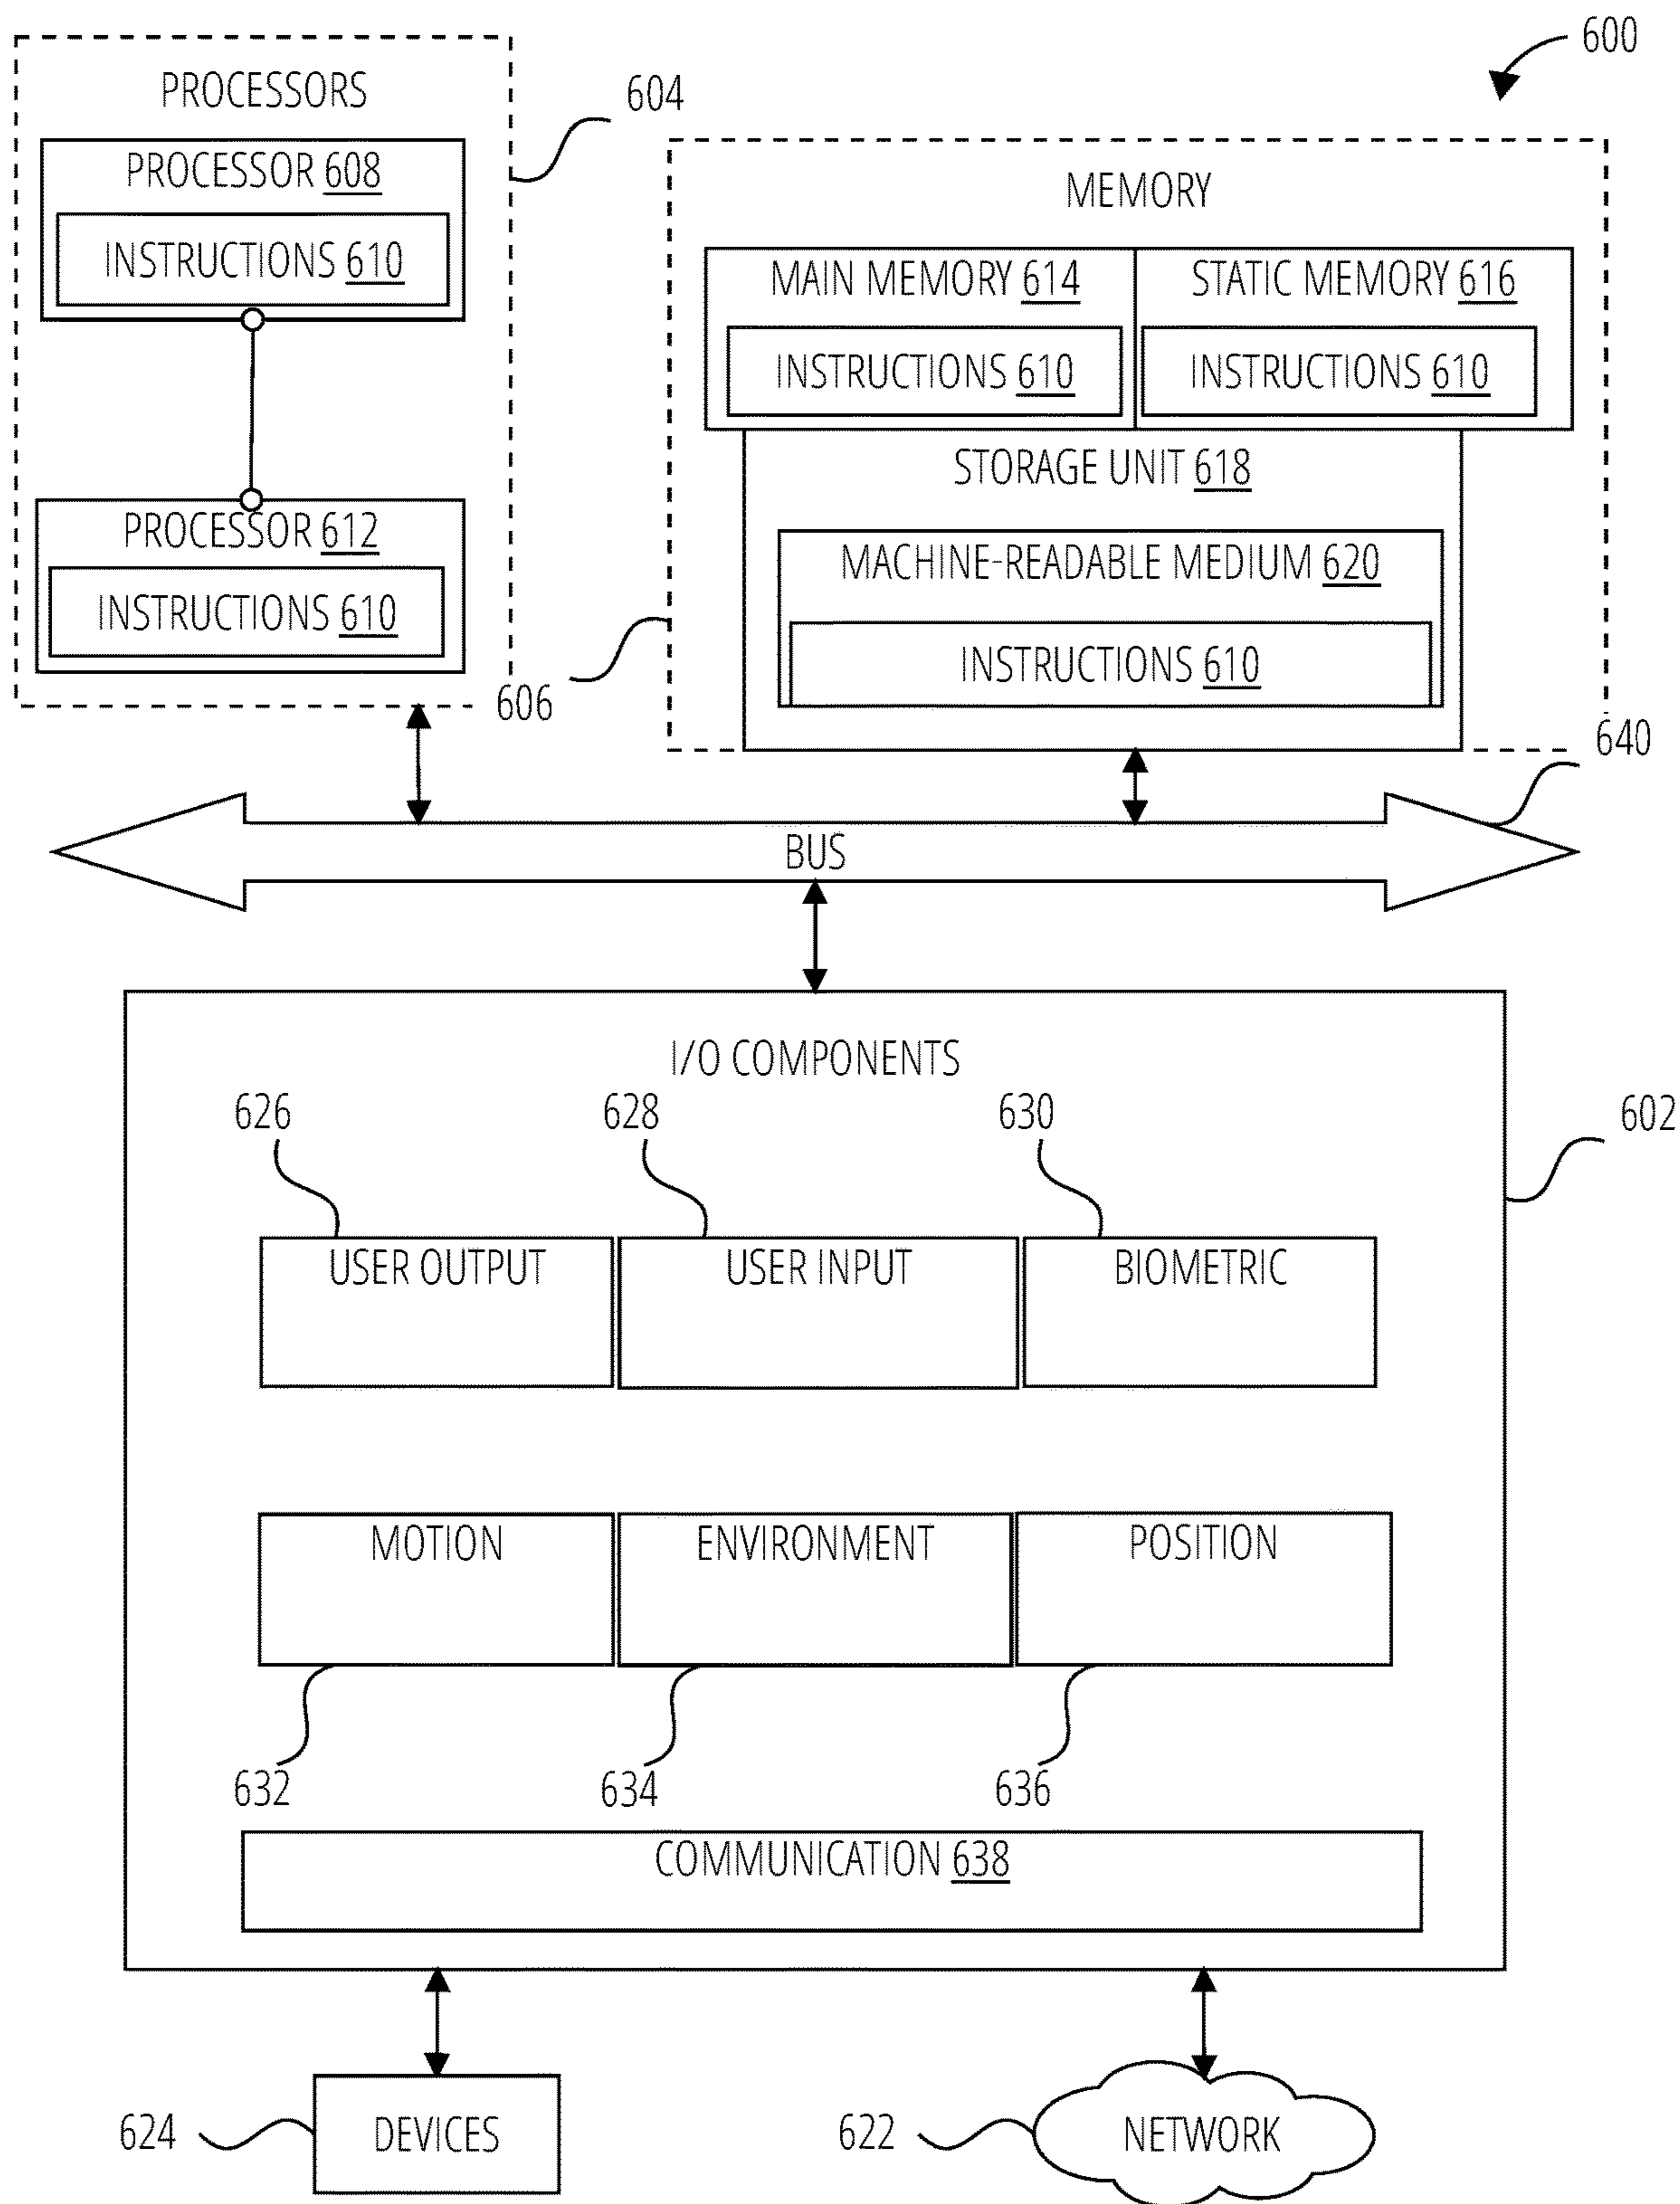 600
PROCESSORS
604
PROCESSOR 608
INSTRUCTIONS 610
PROCESSOR 612
INSTRUCTIONS 610
606
MEMORY
MAIN MEMORY 614
STATIC MEMORY 616
INSTRUCTIONS 610
INSTRUCTIONS 610
STORAGE UNIT 618
MACHINE-READABLE MEDIUM 620
INSTRUCTIONS 610
640
BUS
I/O COMPONENTS
602
626
628
630
USER OUTPUT
USER INPUT
BIOMETRIC
MOTION
ENVIRONMENT
POSITION
632
634
636
COMMUNICATION 638
624
DEVICES
622
NETWORK